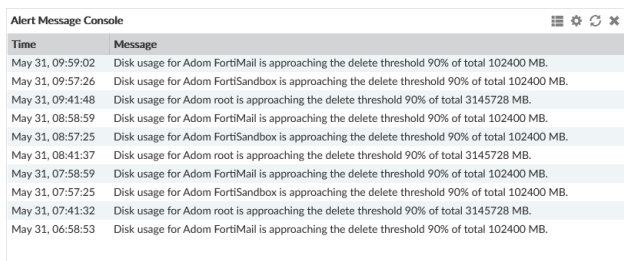 Alert Message Console
Time Message
May 31, 09:59:02 Disk usage for Adom FortiMail is approaching the delete threshold 90% of total 102400 MB.
May 31, 09:57:26 Disk usage for Adom FortiSandbox is approaching the delete threshold 90% of total 102400 MB.
May 31, 09:41:48 Disk usage for Adom root is approaching the delete threshold 90% of total 3145728 MB.
May 31, 08:58:59 Disk usage for Adom FortiMail is approaching the delete threshold 90% of total 102400 MB.
May 31, 08:57:25 Disk usage for Adom FortiSandbox is approaching the delete threshold 90% of total 102400 MB.
May 31, 08:41:37 Disk usage for Adom root is approaching the delete threshold 90% of total 3145728 MB.
May 31, 07:58:59 Disk usage for Adom FortiMail is approaching the delete threshold 90% of total 102400 MB.
May 31, 07:57:25 Disk usage for Adom FortiSandbox is approaching the delete threshold 90% of total 102400 MB.
May 31, 07:41:32 Disk usage for Adom root is approaching the delete threshold 90% of total 3145728 MB.
May 31, 06:58:53 Disk usage for Adom FortiMail is approaching the delete threshold 90% of total 102400 MB.